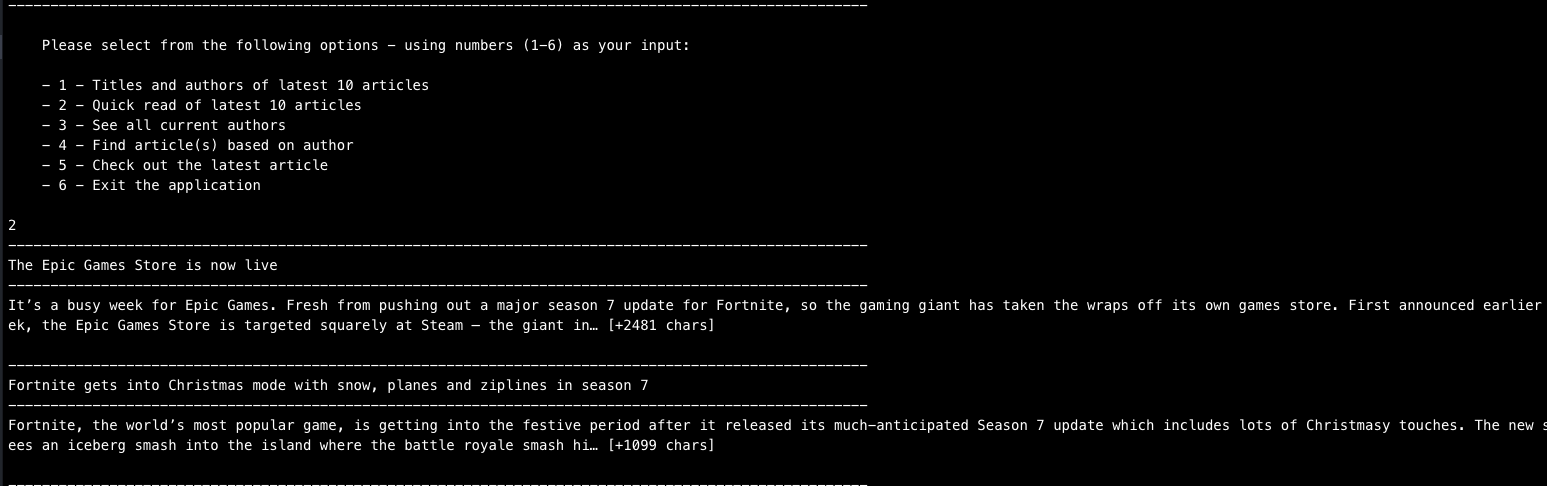 Please select from the following options – using numbers (1–6) as your input:
– 1 – Titles and authors of latest 10 articles
– 2 – Quick read of latest 10 articles
– 3 – See all current authors
– 4 – Find article(s) based on author
– 5 – Check out the latest article
– 6 – Exit the application
2
The Epic Games Store is now live
It’s a busy week for Epic Games. Fresh from pushing out a major season 7 update for Fortnite, so the gaming giant has taken the wraps off its own games store. First announced earlier
ek, the Epic Games Store is targeted squarely at Steam — the giant in… [+2481 chars]
Fortnite gets into Christmas mode with snow, planes and ziplines in season 7
Fortnite, the world’s most popular game, is getting into the festive period after it released its much-anticipated Season 7 update which includes lots of Christmasy touches. The new s
ees an iceberg smash into the island where the battle royale smash hi… [+1099 chars]